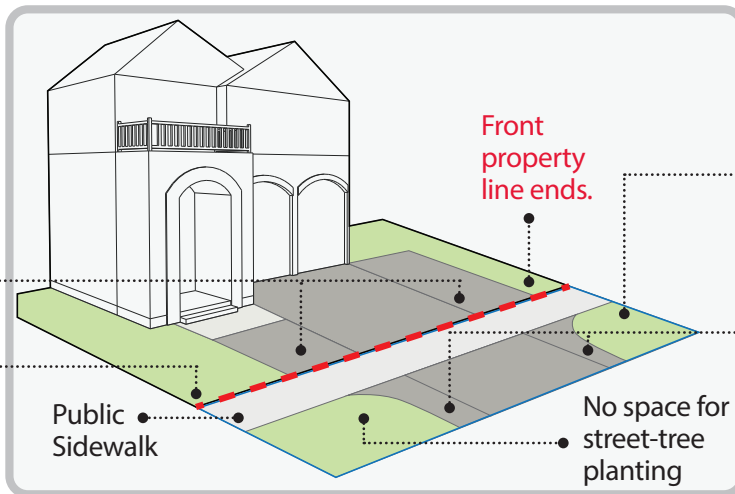 Front
property
line ends.
Public
Sidewalk
No space for
street-tree
planting